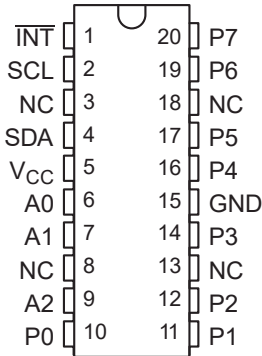 I̅N̅T̅ 1 20 P7
SCL 2 19 P6
NC 3 18 NC
SDA 4 17 P5
VCC 5 16 P4
A0 6 15 GND
A1 7 14 P3
NC 8 13 NC
A2 9 12 P2
P0 10 11 P1